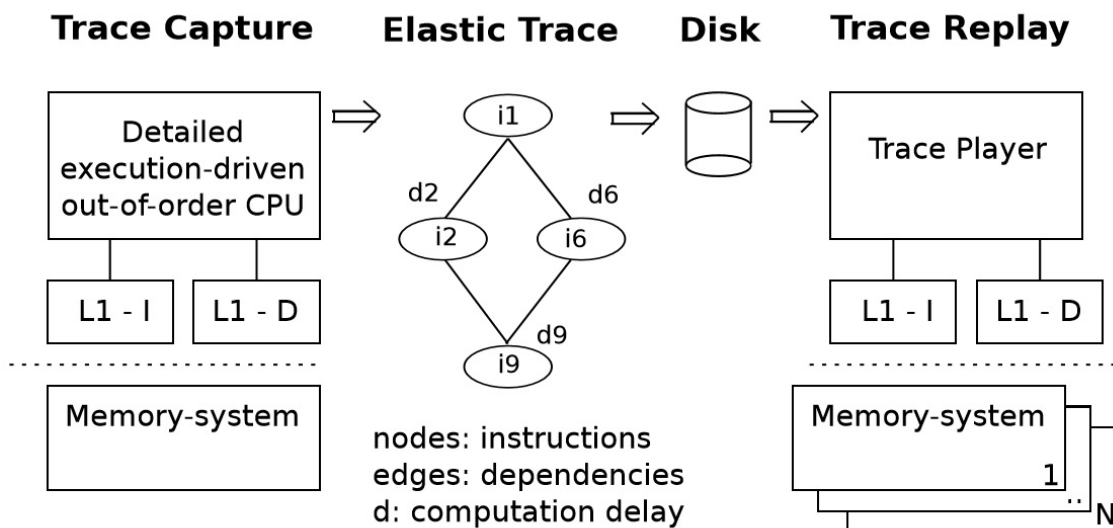 Trace Capture
Elastic Trace
Disk
Trace Replay
Detailed
execution-driven
out-of-order CPU
L1 - I
L1 - D
Memory-system
i1
d2
d6
i2
i6
d9
i9
nodes: instructions
edges: dependencies
d: computation delay
Trace Player
L1 - I
L1 - D
Memory-system
1
..
N